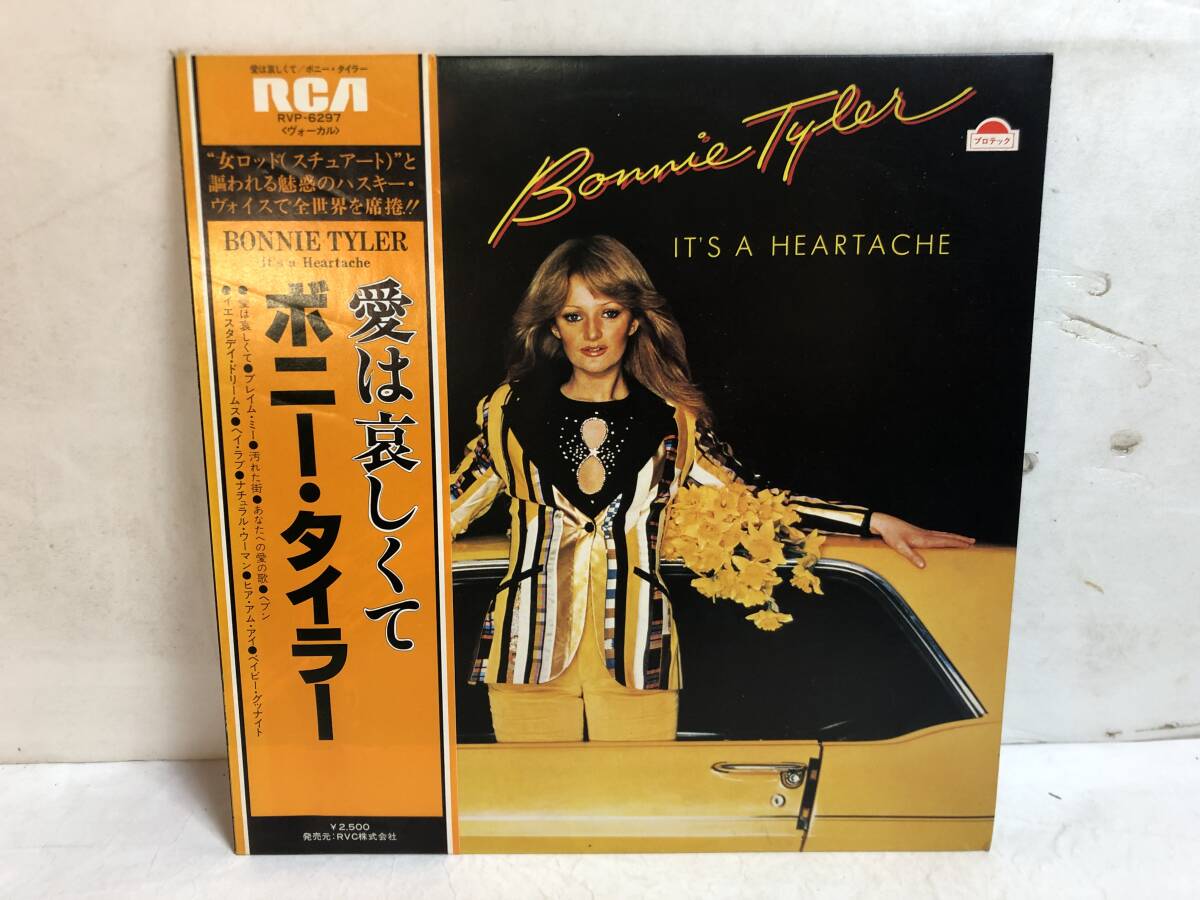 愛は哀しくて／ボニー・タイラー
RCA
RVP-6297
〈ヴォーカル〉
“女ロッド(スチュアート)”と
謳われる魅惑のハスキー・
ヴォイスで全世界を席捲!!
BONNIE TYLER
It's a Heartache
愛は哀しくて
ボニー・タイラー
●愛は哀しくて●ブレイム・ミー●汚れた街●あなたへの愛の歌●ヘブン
●イエスタデイ・ドリームス●ヘイ・ラブ●ナチュラル・ウーマン●ヒア・アム・アイ●ベイビー・グッナイト
￥2,500
発売元:RVC株式会社
Bonnie Tyler
IT'S A HEARTACHE
プロテック